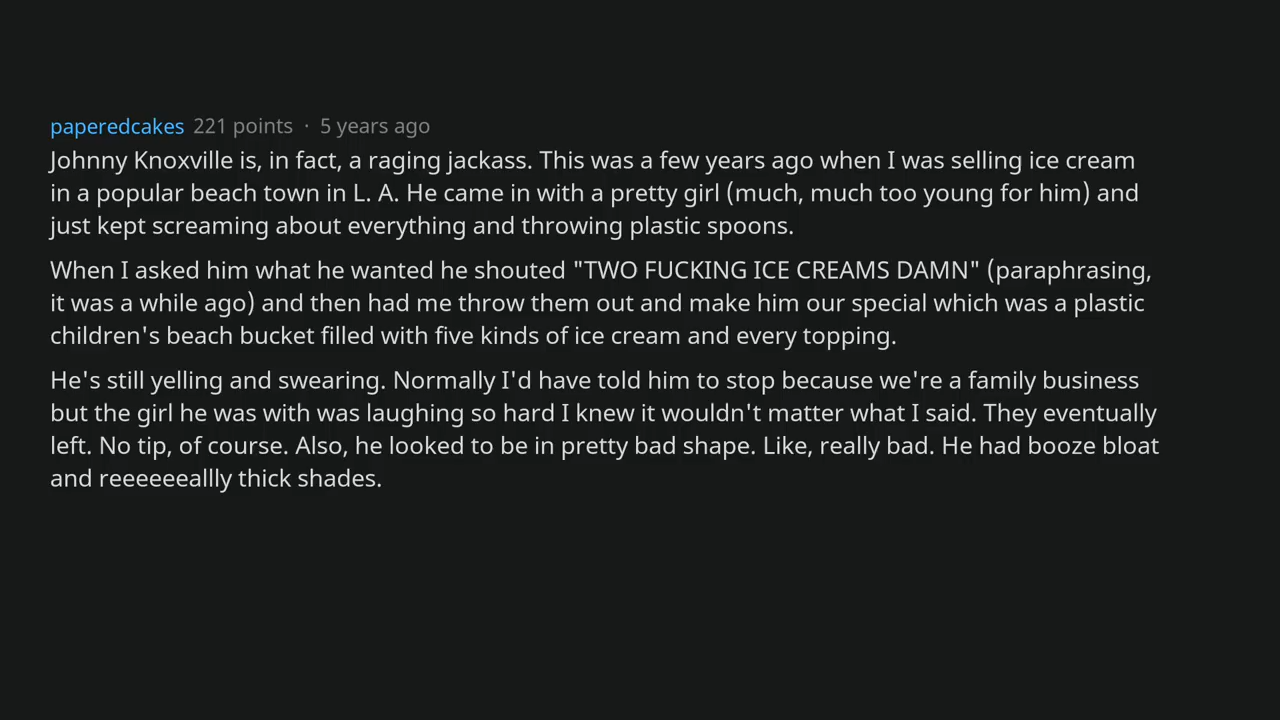 paperedcakes 221 points · 5 years ago
Johnny Knoxville is, in fact, a raging jackass. This was a few years ago when I was selling ice cream
in a popular beach town in L. A. He came in with a pretty girl (much, much too young for him) and
just kept screaming about everything and throwing plastic spoons.
When I asked him what he wanted he shouted "TWO FUCKING ICE CREAMS DAMN" (paraphrasing,
it was a while ago) and then had me throw them out and make him our special which was a plastic
children's beach bucket filled with five kinds of ice cream and every topping.
He's still yelling and swearing. Normally I'd have told him to stop because we're a family business
but the girl he was with was laughing so hard I knew it wouldn't matter what I said. They eventually
left. No tip, of course. Also, he looked to be in pretty bad shape. Like, really bad. He had booze bloat
and reeeeeeallly thick shades.